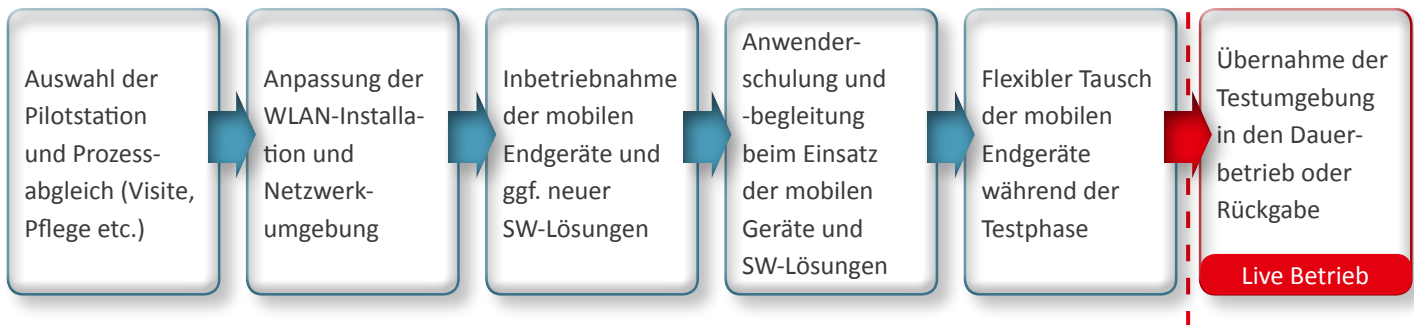 Auswahl der
Pilotstation
und Prozess-
abgleich (Visite,
Pflege etc.)
Anpassung der
WLAN-Installa-
tion und
Netzwerk-
umgebung
Inbetriebnahme
der mobilen
Endgeräte und
ggf. neuer
SW-Lösungen
Anwender-
schulung und
-begleitung
beim Einsatz
der mobilen
Geräte und
SW-Lösungen
Flexibler Tausch
der mobilen
Endgeräte
während der
Testphase
Übernahme der
Testumgebung
in den Dauer-
betrieb oder
Rückgabe
Live Betrieb